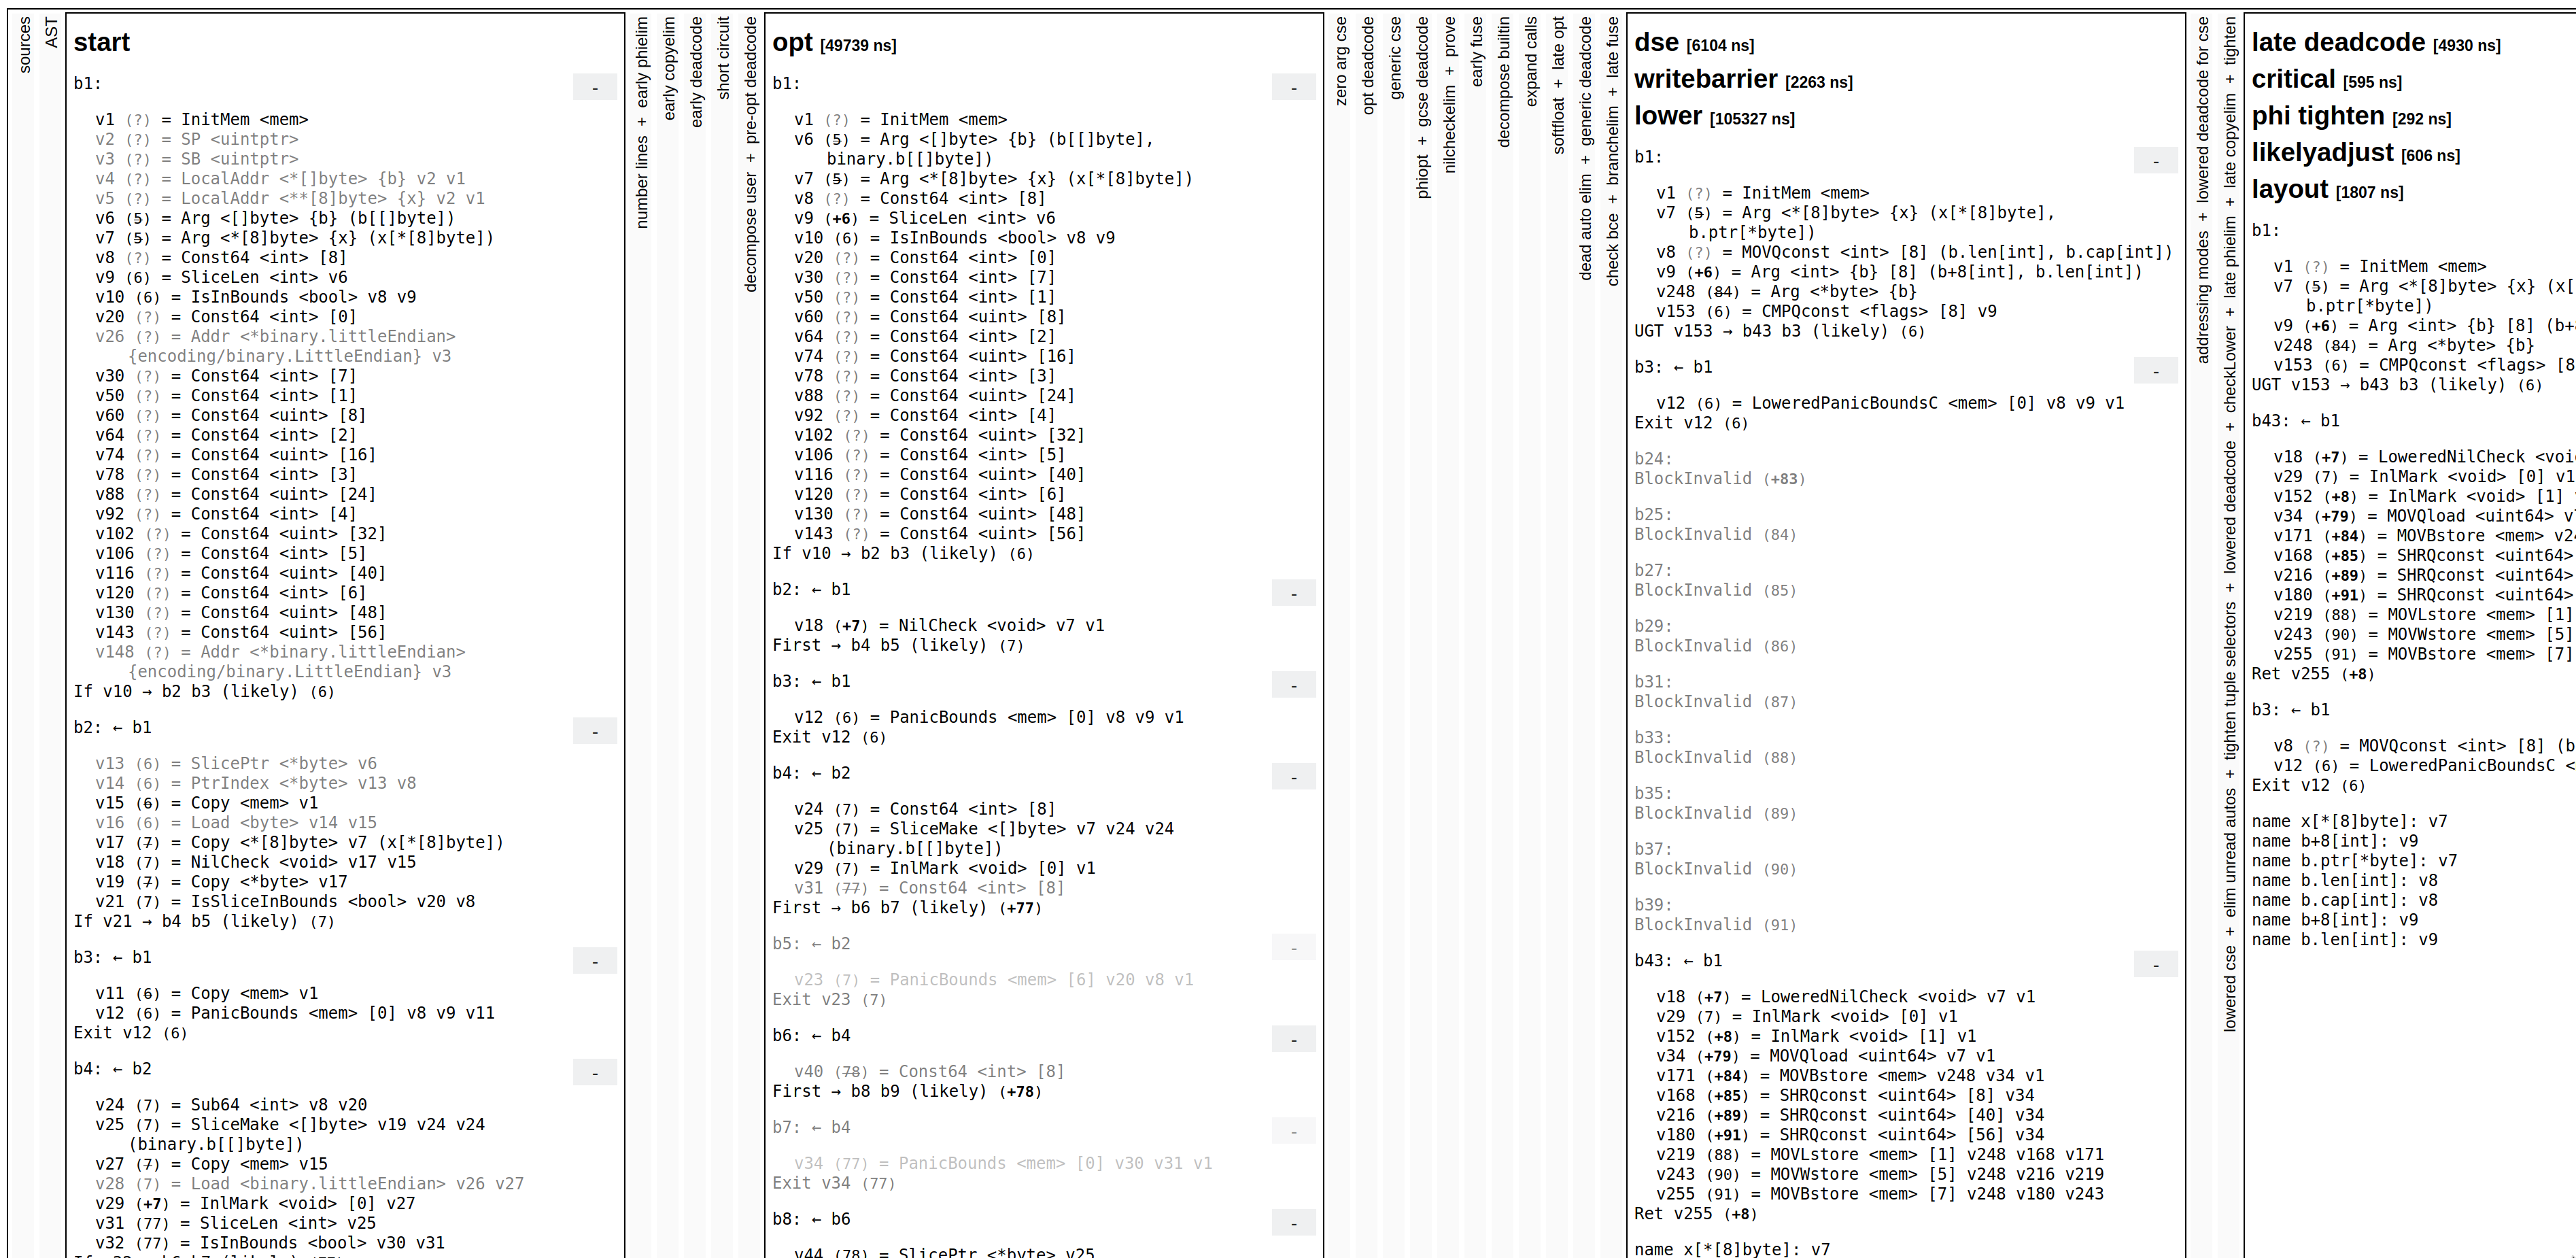 sources
AST
start
b1:
-
v1 (?) = InitMem <mem>
v2 (?) = SP <uintptr>
v3 (?) = SB <uintptr>
v4 (?) = LocalAddr <*[]byte> {b} v2 v1
v5 (?) = LocalAddr <**[8]byte> {x} v2 v1
v6 (5) = Arg <[]byte> {b} (b[[]byte])
v7 (5) = Arg <*[8]byte> {x} (x[*[8]byte])
v8 (?) = Const64 <int> [8]
v9 (6) = SliceLen <int> v6
v10 (6) = IsInBounds <bool> v8 v9
v20 (?) = Const64 <int> [0]
v26 (?) = Addr <*binary.littleEndian>
{encoding/binary.LittleEndian} v3
v30 (?) = Const64 <int> [7]
v50 (?) = Const64 <int> [1]
v60 (?) = Const64 <uint> [8]
v64 (?) = Const64 <int> [2]
v74 (?) = Const64 <uint> [16]
v78 (?) = Const64 <int> [3]
v88 (?) = Const64 <uint> [24]
v92 (?) = Const64 <int> [4]
v102 (?) = Const64 <uint> [32]
v106 (?) = Const64 <int> [5]
v116 (?) = Const64 <uint> [40]
v120 (?) = Const64 <int> [6]
v130 (?) = Const64 <uint> [48]
v143 (?) = Const64 <uint> [56]
v148 (?) = Addr <*binary.littleEndian>
{encoding/binary.LittleEndian} v3
If v10 → b2 b3 (likely) (6)
b2: ← b1
-
v13 (6) = SlicePtr <*byte> v6
v14 (6) = PtrIndex <*byte> v13 v8
v15 (6) = Copy <mem> v1
v16 (6) = Load <byte> v14 v15
v17 (7) = Copy <*[8]byte> v7 (x[*[8]byte])
v18 (7) = NilCheck <void> v17 v15
v19 (7) = Copy <*byte> v17
v21 (7) = IsSliceInBounds <bool> v20 v8
If v21 → b4 b5 (likely) (7)
b3: ← b1
-
v11 (6) = Copy <mem> v1
v12 (6) = PanicBounds <mem> [0] v8 v9 v11
Exit v12 (6)
b4: ← b2
-
v24 (7) = Sub64 <int> v8 v20
v25 (7) = SliceMake <[]byte> v19 v24 v24
(binary.b[[]byte])
v27 (7) = Copy <mem> v15
v28 (7) = Load <binary.littleEndian> v26 v27
v29 (+7) = InlMark <void> [0] v27
v31 (77) = SliceLen <int> v25
v32 (77) = IsInBounds <bool> v30 v31
number lines + early phielim
early copyelim
early deadcode
short circuit
decompose user + pre-opt deadcode
opt [49739 ns]
b1:
-
v1 (?) = InitMem <mem>
v6 (5) = Arg <[]byte> {b} (b[[]byte],
binary.b[[]byte])
v7 (5) = Arg <*[8]byte> {x} (x[*[8]byte])
v8 (?) = Const64 <int> [8]
v9 (+6) = SliceLen <int> v6
v10 (6) = IsInBounds <bool> v8 v9
v20 (?) = Const64 <int> [0]
v30 (?) = Const64 <int> [7]
v50 (?) = Const64 <int> [1]
v60 (?) = Const64 <uint> [8]
v64 (?) = Const64 <int> [2]
v74 (?) = Const64 <uint> [16]
v78 (?) = Const64 <int> [3]
v88 (?) = Const64 <uint> [24]
v92 (?) = Const64 <int> [4]
v102 (?) = Const64 <uint> [32]
v106 (?) = Const64 <int> [5]
v116 (?) = Const64 <uint> [40]
v120 (?) = Const64 <int> [6]
v130 (?) = Const64 <uint> [48]
v143 (?) = Const64 <uint> [56]
If v10 → b2 b3 (likely) (6)
b2: ← b1
-
v18 (+7) = NilCheck <void> v7 v1
First → b4 b5 (likely) (7)
b3: ← b1
-
v12 (6) = PanicBounds <mem> [0] v8 v9 v1
Exit v12 (6)
b4: ← b2
-
v24 (7) = Const64 <int> [8]
v25 (7) = SliceMake <[]byte> v7 v24 v24
(binary.b[[]byte])
v29 (7) = InlMark <void> [0] v1
v31 (77) = Const64 <int> [8]
First → b6 b7 (likely) (+77)
b5: ← b2
-
v23 (7) = PanicBounds <mem> [6] v20 v8 v1
Exit v23 (7)
b6: ← b4
-
v40 (78) = Const64 <int> [8]
First → b8 b9 (likely) (+78)
b7: ← b4
-
v34 (77) = PanicBounds <mem> [0] v30 v31 v1
Exit v34 (77)
b8: ← b6
-
v44 (78) = SlicePtr <*byte> v25
zero arg cse
opt deadcode
generic cse
phiopt + gcse deadcode
nilcheckelim + prove
early fuse
decompose builtin
expand calls
softfloat + late opt
dead auto elim + generic deadcode
check bce + branchelim + late fuse
dse [6104 ns]
writebarrier [2263 ns]
lower [105327 ns]
b1:
-
v1 (?) = InitMem <mem>
v7 (5) = Arg <*[8]byte> {x} (x[*[8]byte],
b.ptr[*byte])
v8 (?) = MOVQconst <int> [8] (b.len[int], b.cap[int])
v9 (+6) = Arg <int> {b} [8] (b+8[int], b.len[int])
v248 (84) = Arg <*byte> {b}
v153 (6) = CMPQconst <flags> [8] v9
UGT v153 → b43 b3 (likely) (6)
b3: ← b1
-
v12 (6) = LoweredPanicBoundsC <mem> [0] v8 v9 v1
Exit v12 (6)
b24:
BlockInvalid (+83)
b25:
BlockInvalid (84)
b27:
BlockInvalid (85)
b29:
BlockInvalid (86)
b31:
BlockInvalid (87)
b33:
BlockInvalid (88)
b35:
BlockInvalid (89)
b37:
BlockInvalid (90)
b39:
BlockInvalid (91)
b43: ← b1
-
v18 (+7) = LoweredNilCheck <void> v7 v1
v29 (7) = InlMark <void> [0] v1
v152 (+8) = InlMark <void> [1] v1
v34 (+79) = MOVQload <uint64> v7 v1
v171 (+84) = MOVBstore <mem> v248 v34 v1
v168 (+85) = SHRQconst <uint64> [8] v34
v216 (+89) = SHRQconst <uint64> [40] v34
v180 (+91) = SHRQconst <uint64> [56] v34
v219 (88) = MOVLstore <mem> [1] v248 v168 v171
v243 (90) = MOVWstore <mem> [5] v248 v216 v219
v255 (91) = MOVBstore <mem> [7] v248 v180 v243
Ret v255 (+8)
name x[*[8]byte]: v7
addressing modes + lowered deadcode for cse
lowered cse + elim unread autos + tighten tuple selectors + lowered deadcode + checkLower + late phielim + late copyelim + tighten
late deadcode [4930 ns]
critical [595 ns]
phi tighten [292 ns]
likelyadjust [606 ns]
layout [1807 ns]
b1:
v1 (?) = InitMem <mem>
v7 (5) = Arg <*[8]byte> {x} (x[
b.ptr[*byte])
v9 (+6) = Arg <int> {b} [8] (b+
v248 (84) = Arg <*byte> {b}
v153 (6) = CMPQconst <flags> [8
UGT v153 → b43 b3 (likely) (6)
b43: ← b1
v18 (+7) = LoweredNilCheck <voi
v29 (7) = InlMark <void> [0] v1
v152 (+8) = InlMark <void> [1]
v34 (+79) = MOVQload <uint64> v
v171 (+84) = MOVBstore <mem> v2
v168 (+85) = SHRQconst <uint64>
v216 (+89) = SHRQconst <uint64>
v180 (+91) = SHRQconst <uint64>
v219 (88) = MOVLstore <mem> [1]
v243 (90) = MOVWstore <mem> [5]
v255 (91) = MOVBstore <mem> [7]
Ret v255 (+8)
b3: ← b1
v8 (?) = MOVQconst <int> [8] (b
v12 (6) = LoweredPanicBoundsC <
Exit v12 (6)
name x[*[8]byte]: v7
name b+8[int]: v9
name b.ptr[*byte]: v7
name b.len[int]: v8
name b.cap[int]: v8
name b+8[int]: v9
name b.len[int]: v9